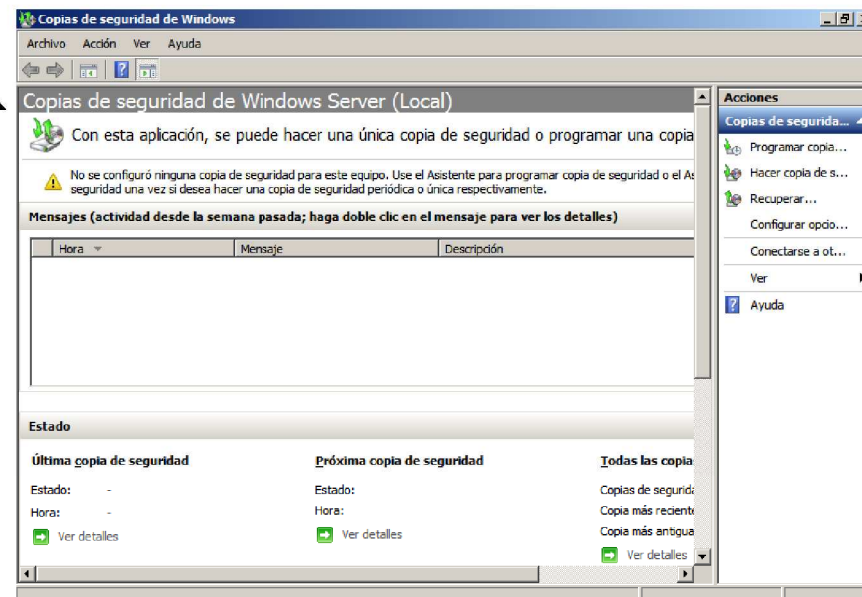 Copias de seguridad de Windows
Archivo Acción Ver Ayuda
Copias de seguridad de Windows Server (Local)
Con esta aplicación, se puede hacer una única copia de seguridad o programar una copia
No se configuró ninguna copia de seguridad para este equipo. Use el Asistente para programar copia de seguridad o el As
seguridad una vez si desea hacer una copia de seguridad periódica o única respectivamente.
Mensajes (actividad desde la semana pasada; haga doble clic en el mensaje para ver los detalles)
Hora Mensaje Descripción
Estado
Última copia de seguridad Próxima copia de seguridad Todas las copia
Estado: - Estado: Copias de segurida
Hora: - Hora: Copia más reciente
Ver detalles Ver detalles Copia más antigua
Ver detalles
Acciones
Copias de segurida...
Programar copia...
Hacer copia de s...
Recuperar...
Configurar opcio...
Conectarse a ot...
Ver
Ayuda